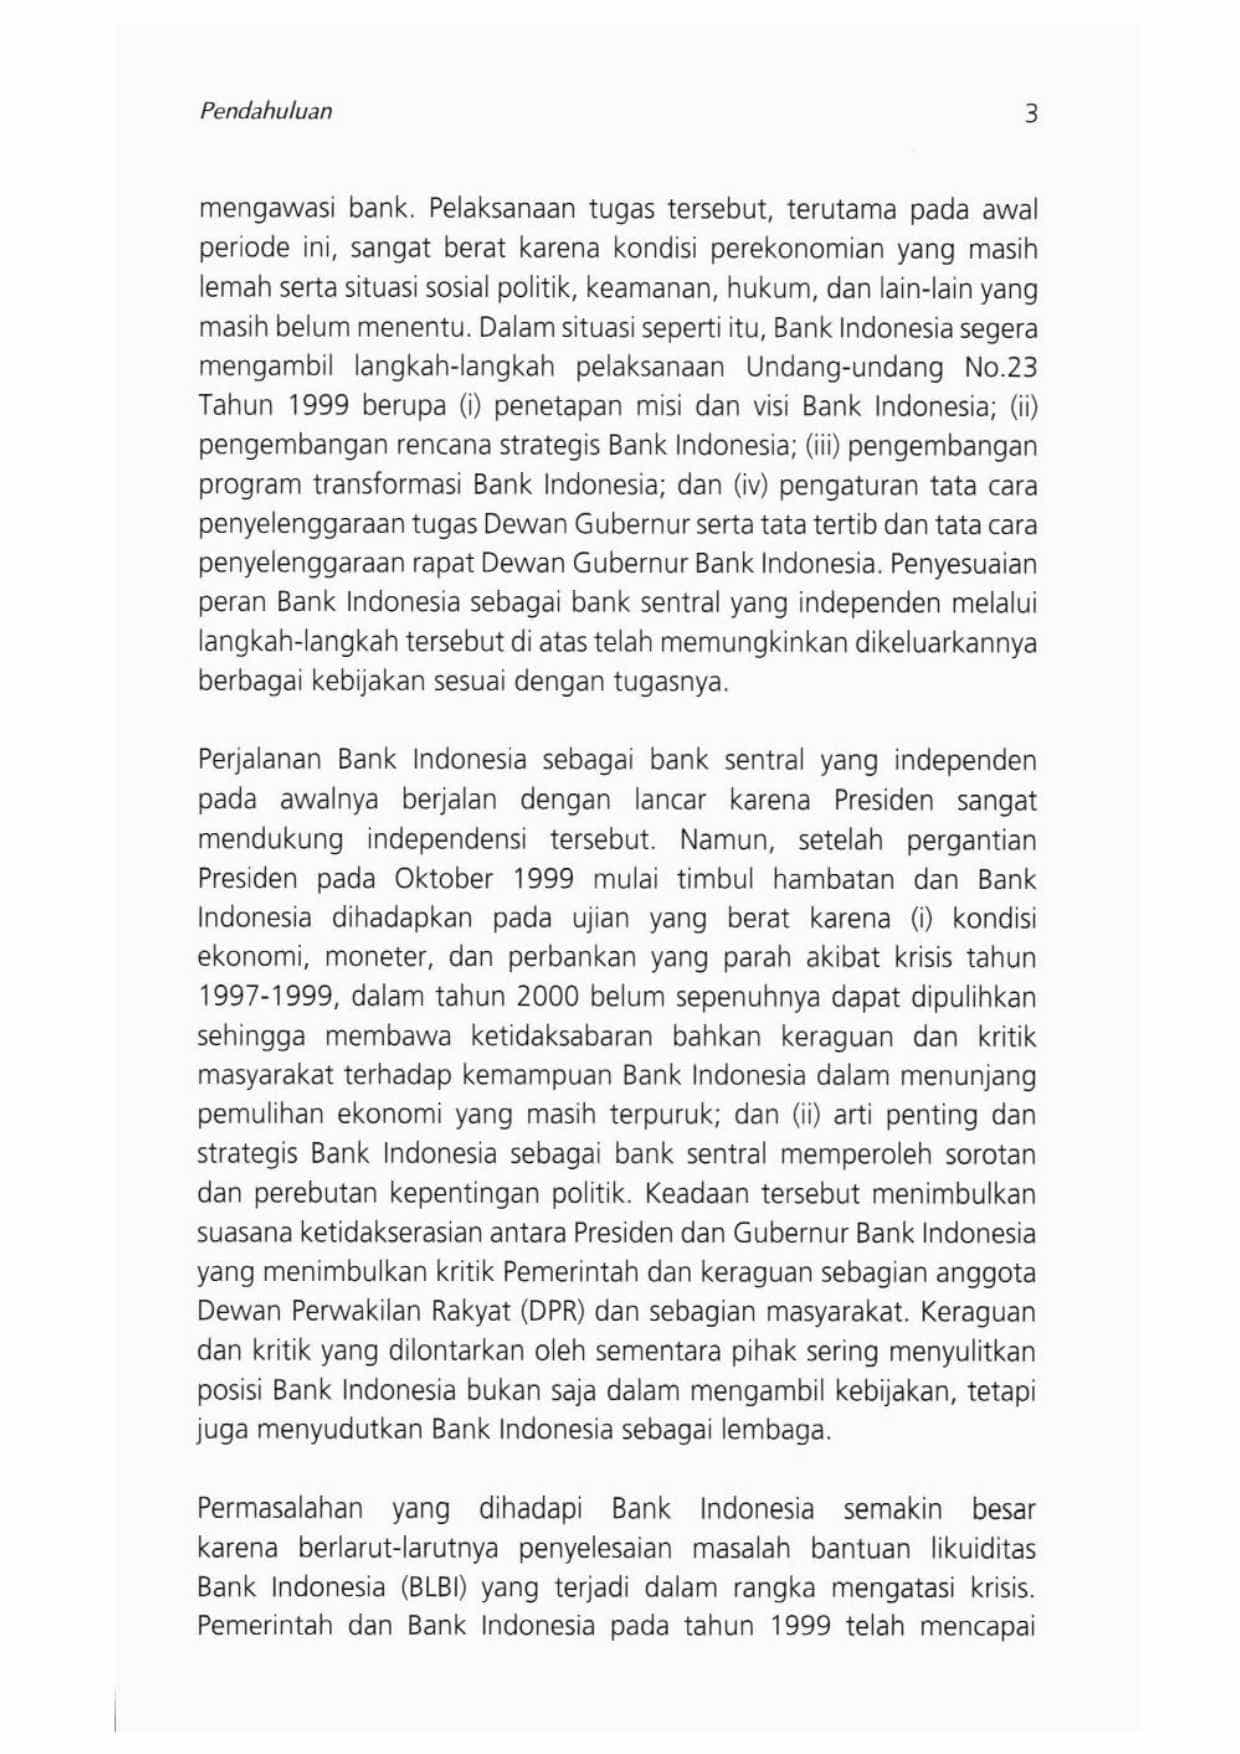 Pendahuluan 3
mengawasi bank. Pelaksanaan tugas tersebut, terutama pada awal
periode ini, sangat berat karena kondisi perekonomian yang masih
lemah serta situasi sosial politik, keamanan, hukum, dan lain-lain yang
masih belum menentu. Dalam situasi seperti itu, Bank Indonesia segera
mengambil langkah-langkah pelaksanaan Undang-undang No.23
Tahun 1999 berupa (i) penetapan misi dan visi Bank Indonesia; (ii)
pengembangan rencana strategis Bank Indonesia; (iii) pengembangan
program transformasi Bank Indonesia; dan (iv) pengaturan tata cara
penyelenggaraan tugas Dewan Gubernur serta tata tertib dan tata cara
penyelenggaraan rapat Dewan Gubernur Bank Indonesia. Penyesuaian
peran Bank Indonesia sebagai bank sentral yang independen melalui
langkah-langkah tersebut di atas telah memungkinkan dikeluarkannya
berbagai kebijakan sesuai dengan tugasnya.
Perjalanan Bank Indonesia sebagai bank sentral yang independen
pada awalnya berjalan dengan lancar karena Presiden sangat
mendukung independensi tersebut. Namun, setelah pergantian
Presiden pada Oktober 1999 mulai timbul hambatan dan Bank
Indonesia dihadapkan pada ujian yang berat karena (i) kondisi
ekonomi, moneter, dan perbankan yang parah akibat krisis tahun
1997-1999, dalam tahun 2000 belum sepenuhnya dapat dipulihkan
sehingga membawa ketidaksabaran bahkan keraguan dan kritik
masyarakat terhadap kemampuan Bank Indonesia dalam menunjang
pemulihan ekonomi yang masih terpuruk; dan (ii) arti penting dan
strategis Bank Indonesia sebagai bank sentral memperoleh sorotan
dan perebutan kepentingan politik. Keadaan tersebut menimbulkan
suasana ketidakserasian antara Presiden dan Gubernur Bank Indonesia
yang menimbulkan kritik Pemerintah dan keraguan sebagian anggota
Dewan Perwakilan Rakyat (DPR) dan sebagian masyarakat. Keraguan
dan kritik yang dilontarkan oleh sementara pihak sering menyulitkan
posisi Bank Indonesia bukan saja dalam mengambil kebijakan, tetapi
juga menyudutkan Bank Indonesia sebagai lembaga.
Permasalahan yang dihadapi Bank Indonesia semakin besar
karena berlarut-larutnya penyelesaian masalah bantuan likuiditas
Bank Indonesia (BLBI) yang terjadi dalam rangka mengatasi krisis.
Pemerintah dan Bank Indonesia pada tahun 1999 telah mencapai